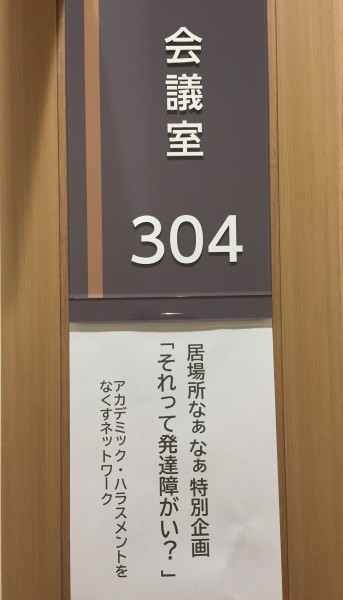 会議室
304
居場所なぁなぁ特別企画
「それって発達障がい？」
アカデミック・ハラスメントを
なくすネットワーク